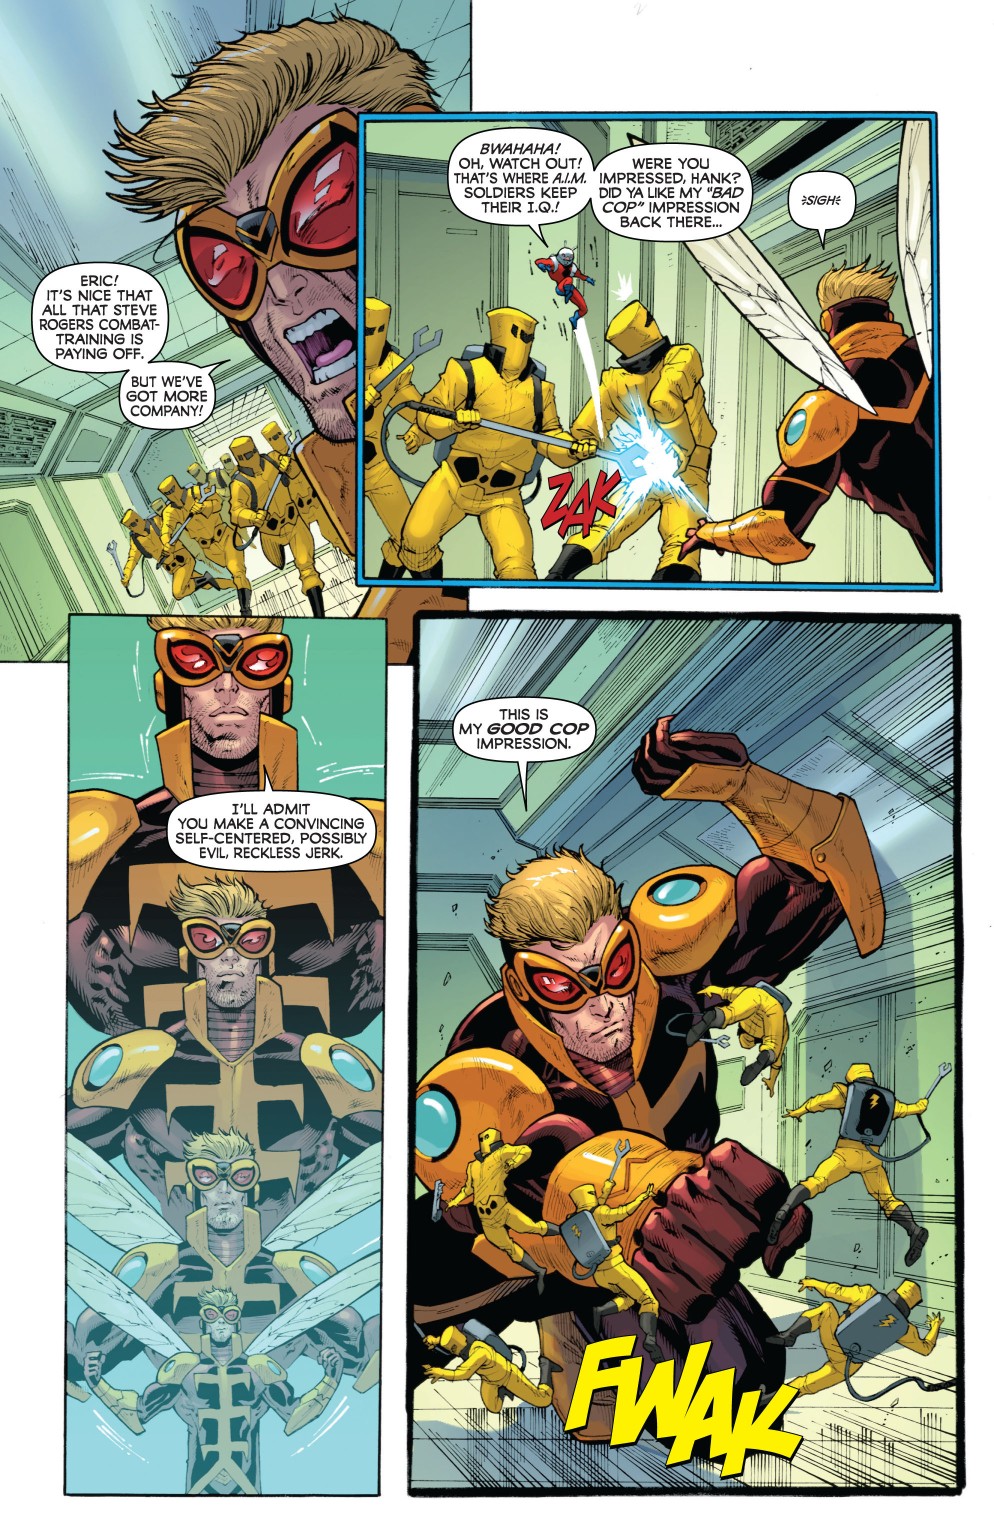 ERIC!
IT'S NICE THAT
ALL THAT STEVE
ROGERS COMBAT-
TRAINING IS
PAYING OFF.
BUT WE'VE
GOT MORE
COMPANY!
BWAHAHA!
OH, WATCH OUT!
THAT'S WHERE A.I.M.
SOLDIERS KEEP
THEIR I.Q.!
WERE YOU
IMPRESSED, HANK?
DID YA LIKE MY "BAD
COP" IMPRESSION
BACK THERE...
SIGH
ZAK
I'LL ADMIT
YOU MAKE A CONVINCING
SELF-CENTERED, POSSIBLY
EVIL, RECKLESS JERK.
THIS IS
MY GOOD COP
IMPRESSION.
FWAK